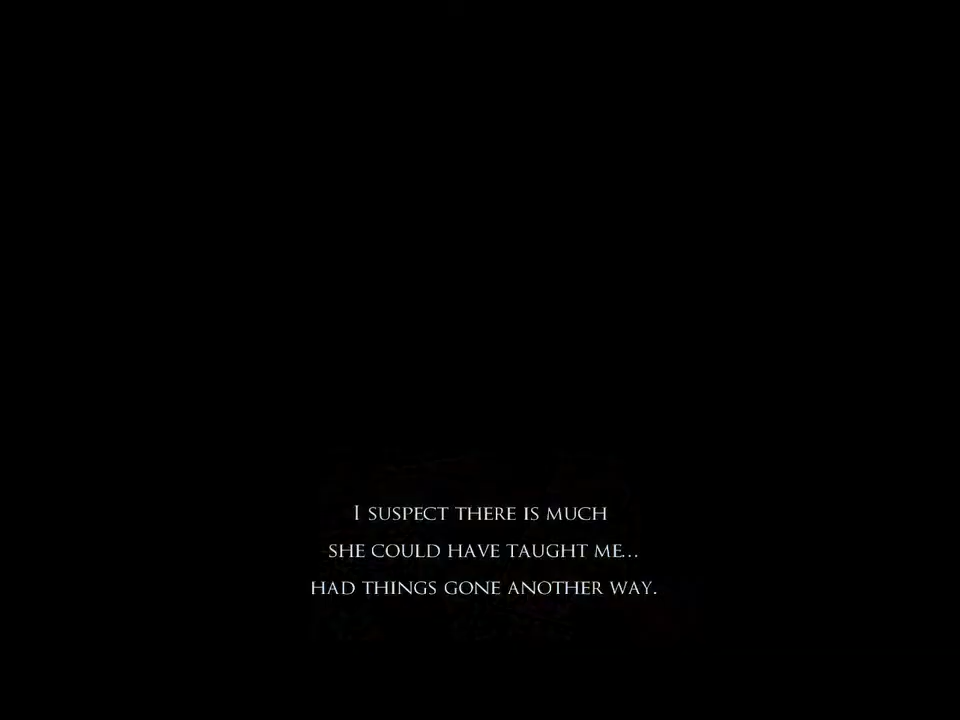 I SUSPECT THERE IS MUCH
SHE COULD HAVE TAUGHT ME...
HAD THINGS GONE ANOTHER WAY.